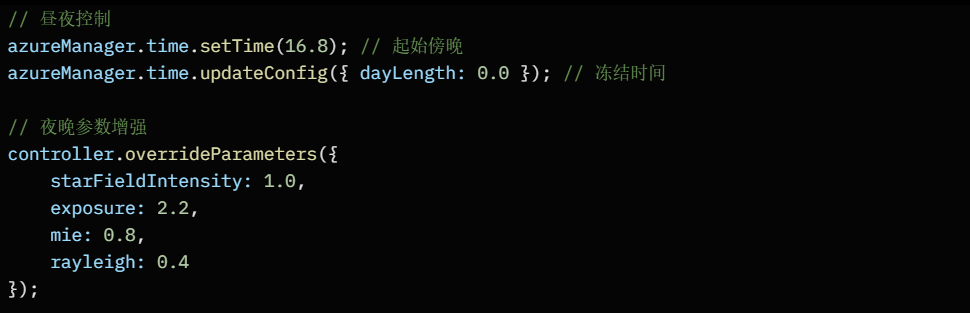 // 昼夜控制
azureManager.time.setTime(16.8); // 起始傍晚
azureManager.time.updateConfig({ dayLength: 0.0 }); // 冻结时间

// 夜晚参数增强
controller.overrideParameters({
    starFieldIntensity: 1.0,
    exposure: 2.2,
    mie: 0.8,
    rayleigh: 0.4
});